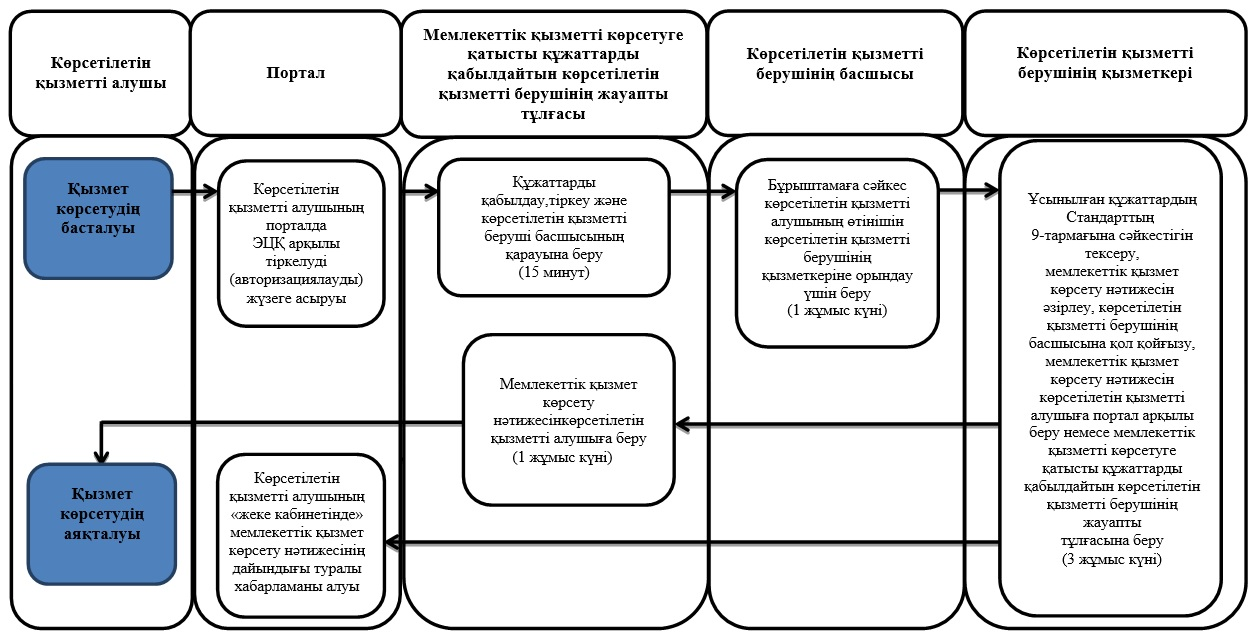 Көрсетілетін
қызметті алушы
Портал
Мемлекеттік қызметті көрсетуге
қатысты құжаттарды
қабылдайтын көрсетілетін
қызметті берушінің жауапты
тұлғасы
Көрсетілетін қызметті
берушінің басшысы
Көрсетілетін қызметті
берушінің қызметкері
Қызмет
көрсетудің
басталуы
Көрсетілетін
қызметті алушының
порталда
ЭЦҚ арқылы
тіркелуді
(авторизациялауды)
жүзеге асыруы
Құжаттарды
қабылдау,тіркеу және
көрсетілетін қызметті
беруші басшысының
қарауына беру
(15 минут)
Бұрыштамаға сәйкес
көрсетілетін қызметті
алушының өтінішін
көрсетілетін қызметті
берушінің
қызметкеріне орындау
үшін беру
(1 жұмыс күні)
Ұсынылған құжаттардың
Стандарттың
9-тармағына сәйкестігін
тексеру,
мемлекеттік қызмет
көрсету нәтижесін
әзірлеу, көрсетілетін
қызметті берушінің
басшысына қол қойғызу,
мемлекеттік қызмет
көрсету нәтижесін
көрсетілетін қызметті
алушыға портал арқылы
беру немесе мемлекеттік
қызметті көрсетуге
қатысты құжаттарды
қабылдайтын көрсетілетін
қызметті берушінің
жауапты
тұлғасына беру
(3 жұмыс күні)
Мемлекеттік қызмет
көрсету
нәтижесінкөрсетілетін
қызметті алушыға беру
(1 жұмыс күні)
Қызмет
көрсетудің
аяқталуы
Көрсетілетін
қызметті алушының
«жеке кабинетінде»
мемлекеттік қызмет
көрсету нәтижесінің
дайындығы туралы
хабарламаны алуы